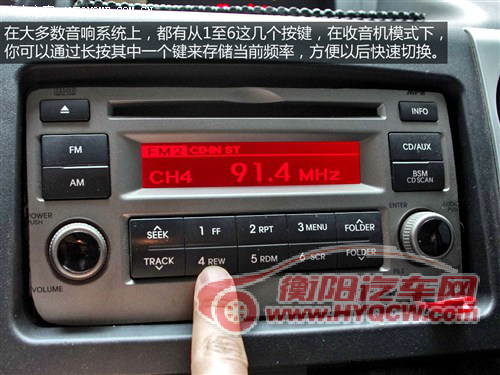 在大多数音响系统上，都有从1至6这几个按键，在收音机模式下，
你可以通过长按其中一个键来存储当前频率，方便以后快速切换。
INFO
FM
CD/AUX
AM
BSM
CD SCAN
FM2 CD-IN ST
CH4 91.4 MHz
POWER
PUSH
ENTER
SEEK
1 FF
2 RPT
3 MENU
FOLDER
TRACK
4 REW
5 RDM
6 SCR
FOLDER
VOLUME
衡阳汽车网
WWW.HYQCW.COM